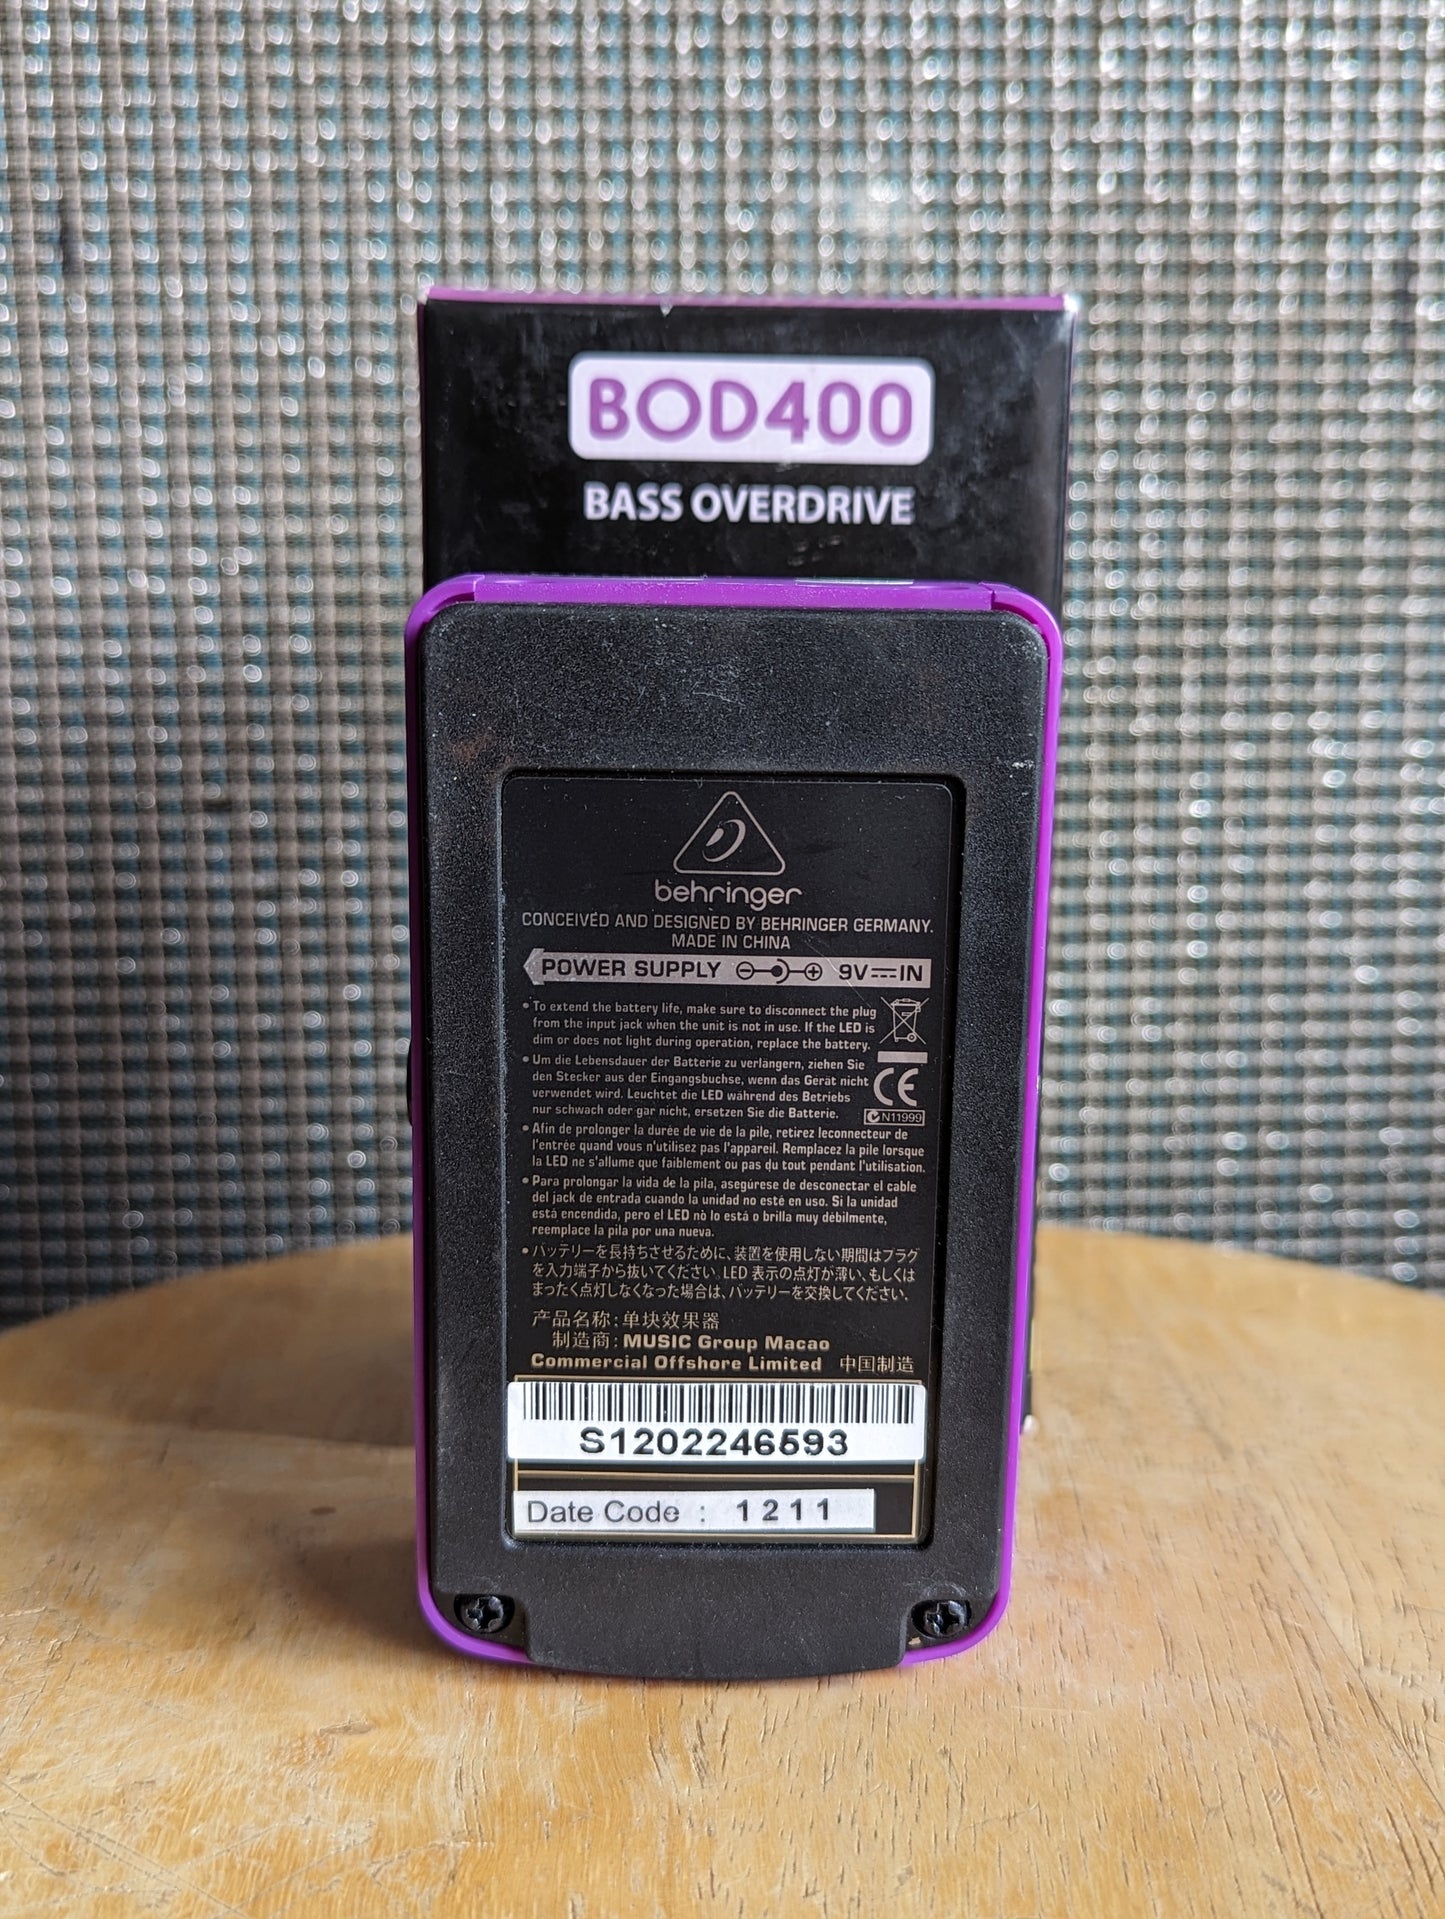 BOD400
BASS OVERDRIVE
behringer
CONCEIVED AND DESIGNED BY BEHRINGER GERMANY.
MADE IN CHINA
POWER SUPPLY 9V IN
• To extend the battery life, make sure to disconnect the plug
from the input jack when the unit is not in use. If the LED is
dim or does not light during operation, replace the battery.
• Um die Lebensdauer der Batterie zu verlängern, ziehen Sie
den Stecker aus der Eingangsbuchse, wenn das Gerät nicht
verwendet wird. Leuchtet die LED während des Betriebs
nur schwach oder gar nicht, ersetzen Sie die Batterie.
CE
N11999
• Afin de prolonger la durée de vie de la pile, retirez leconnecteur de
l'entrée quand vous n'utilisez pas l'appareil. Remplacez la pile lorsque
la LED ne s'allume que faiblement ou pas du tout pendant l'utilisation.
• Para prolongar la vida de la pila, asegúrese de desconectar el cable
del jack de entrada cuando la unidad no esté en uso. Si la unidad
está encendida, pero el LED no lo está o brilla muy débilmente,
reemplace la pila por una nueva.
• バッテリーを長持ちさせるために、装置を使用しない期間はプラグ
を入力端子から抜いてください。LED 表示の点灯が薄い、もしくは
まったく点灯しなくなった場合は、バッテリーを交換してください。
产品名称：单块效果器
制造商：MUSIC Group Macao
Commercial Offshore Limited 中国制造
S1202246593
Date Code : 1211